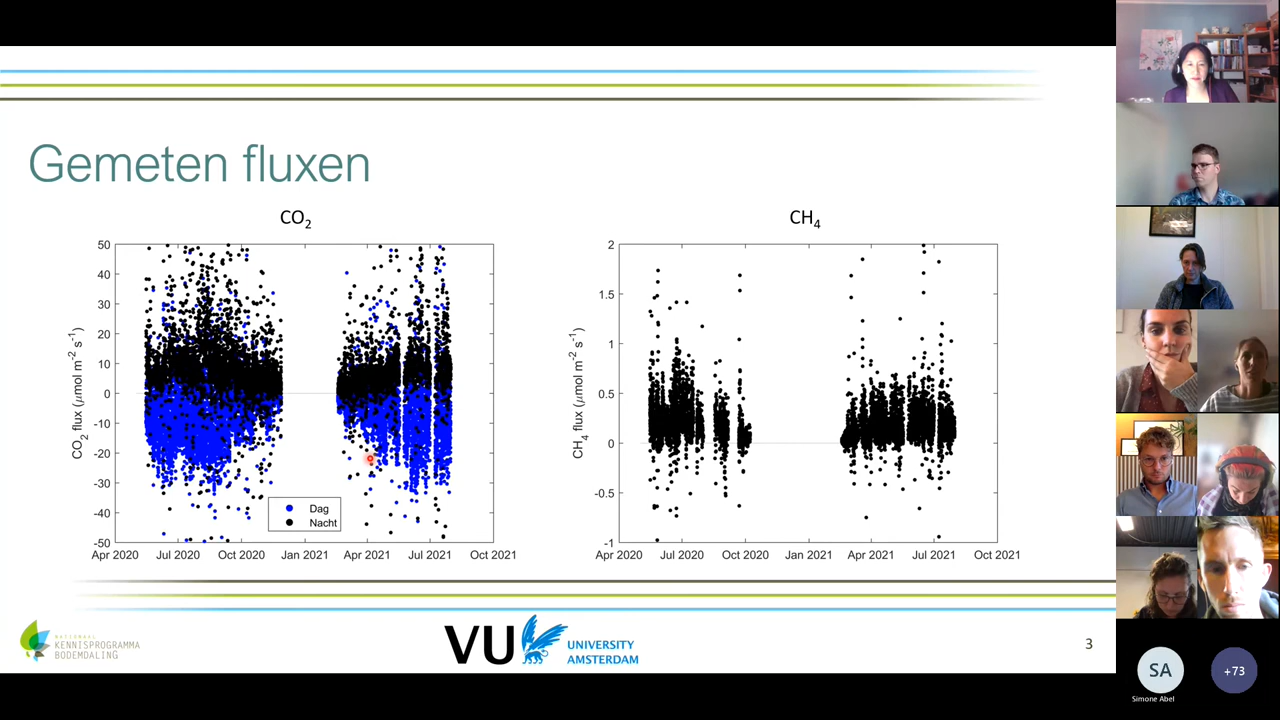 Gemeten fluxen
CO2
50
40
30
20
10
0
-10
-20
-30
-40
-50
CO2 flux (μmol m-2 s-1)
Dag
Nacht
Apr 2020 Jul 2020 Oct 2020 Jan 2021 Apr 2021 Jul 2021 Oct 2021
CH4
2
1.5
1
0.5
0
-0.5
-1
CH4 flux (μmol m-2 s-1)
Apr 2020 Jul 2020 Oct 2020 Jan 2021 Apr 2021 Jul 2021 Oct 2021
NATIONAAL
KENNISPROGRAMMA
BODEMDALING
VU
UNIVERSITY
AMSTERDAM
3
SA
Simone Abel
+73